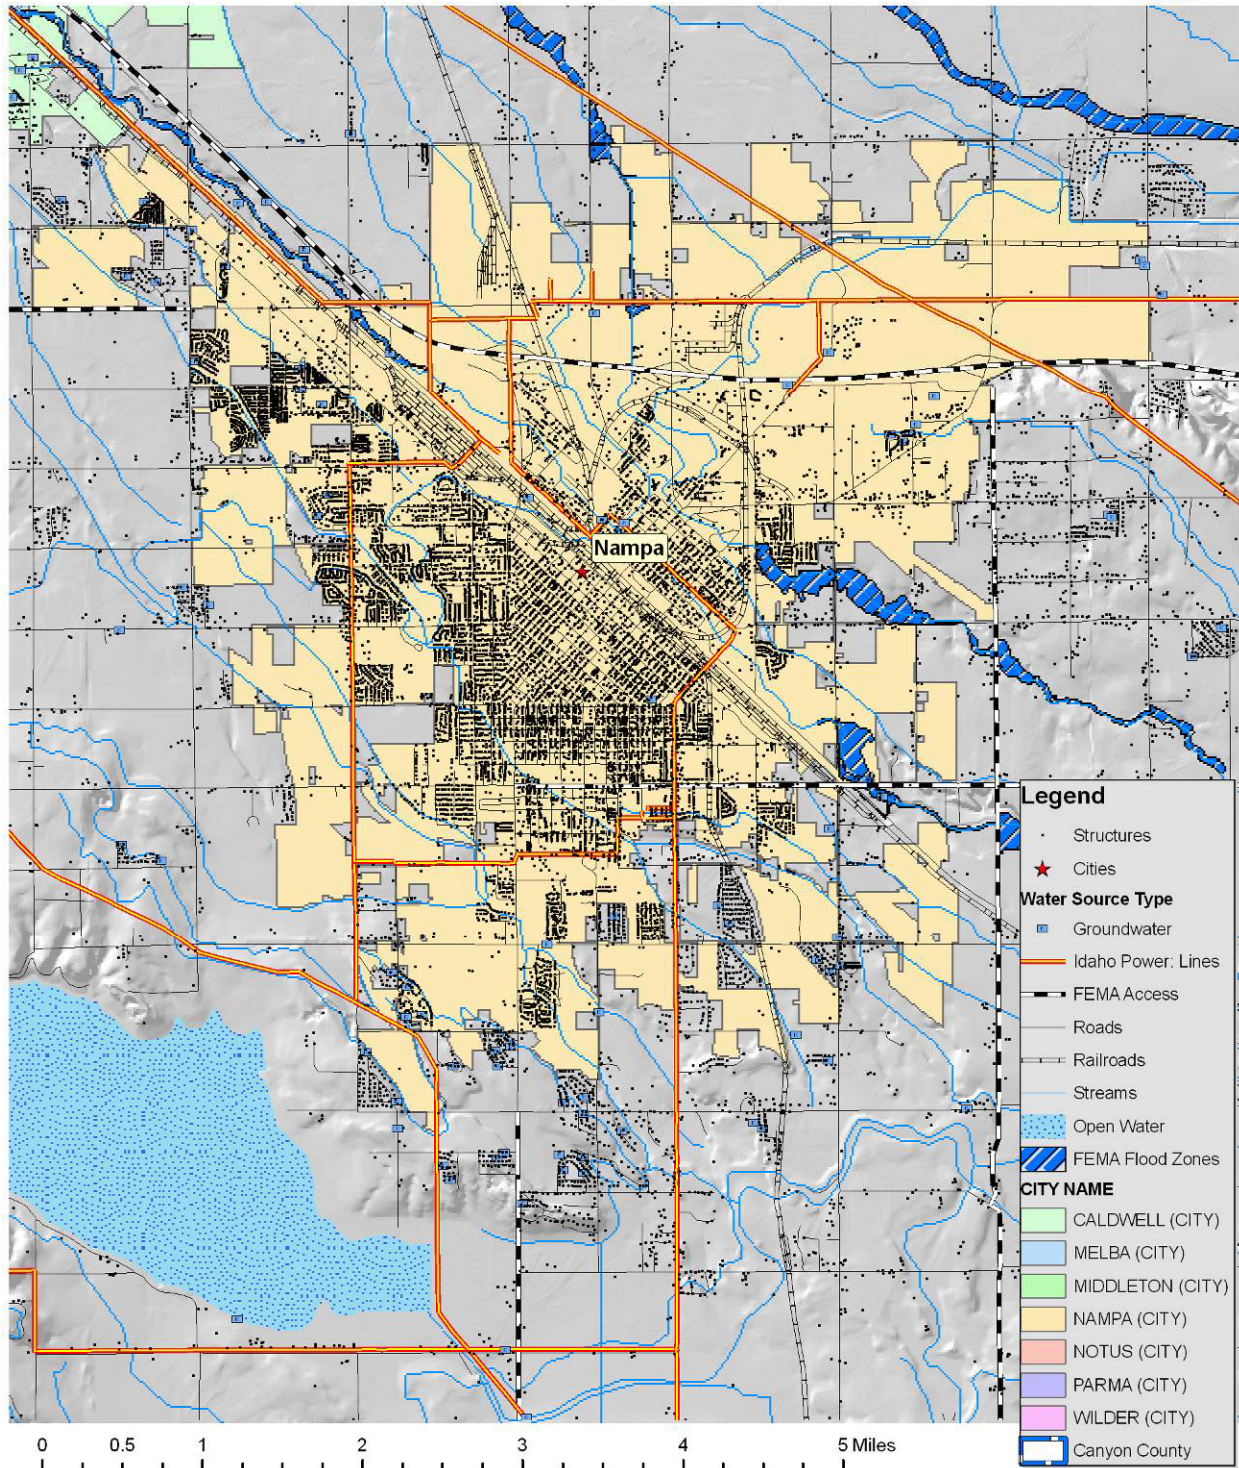 Nampa
Legend
Structures
Cities
Water Source Type
Groundwater
Idaho Power: Lines
FEMA Access
Roads
Railroads
Streams
Open Water
FEMA Flood Zones
CITY NAME
CALDWELL (CITY)
MELBA (CITY)
MIDDLETON (CITY)
NAMPA (CITY)
NOTUS (CITY)
PARMA (CITY)
WILDER (CITY)
Canyon County
0 0.5 1 2 3 4 5 Miles